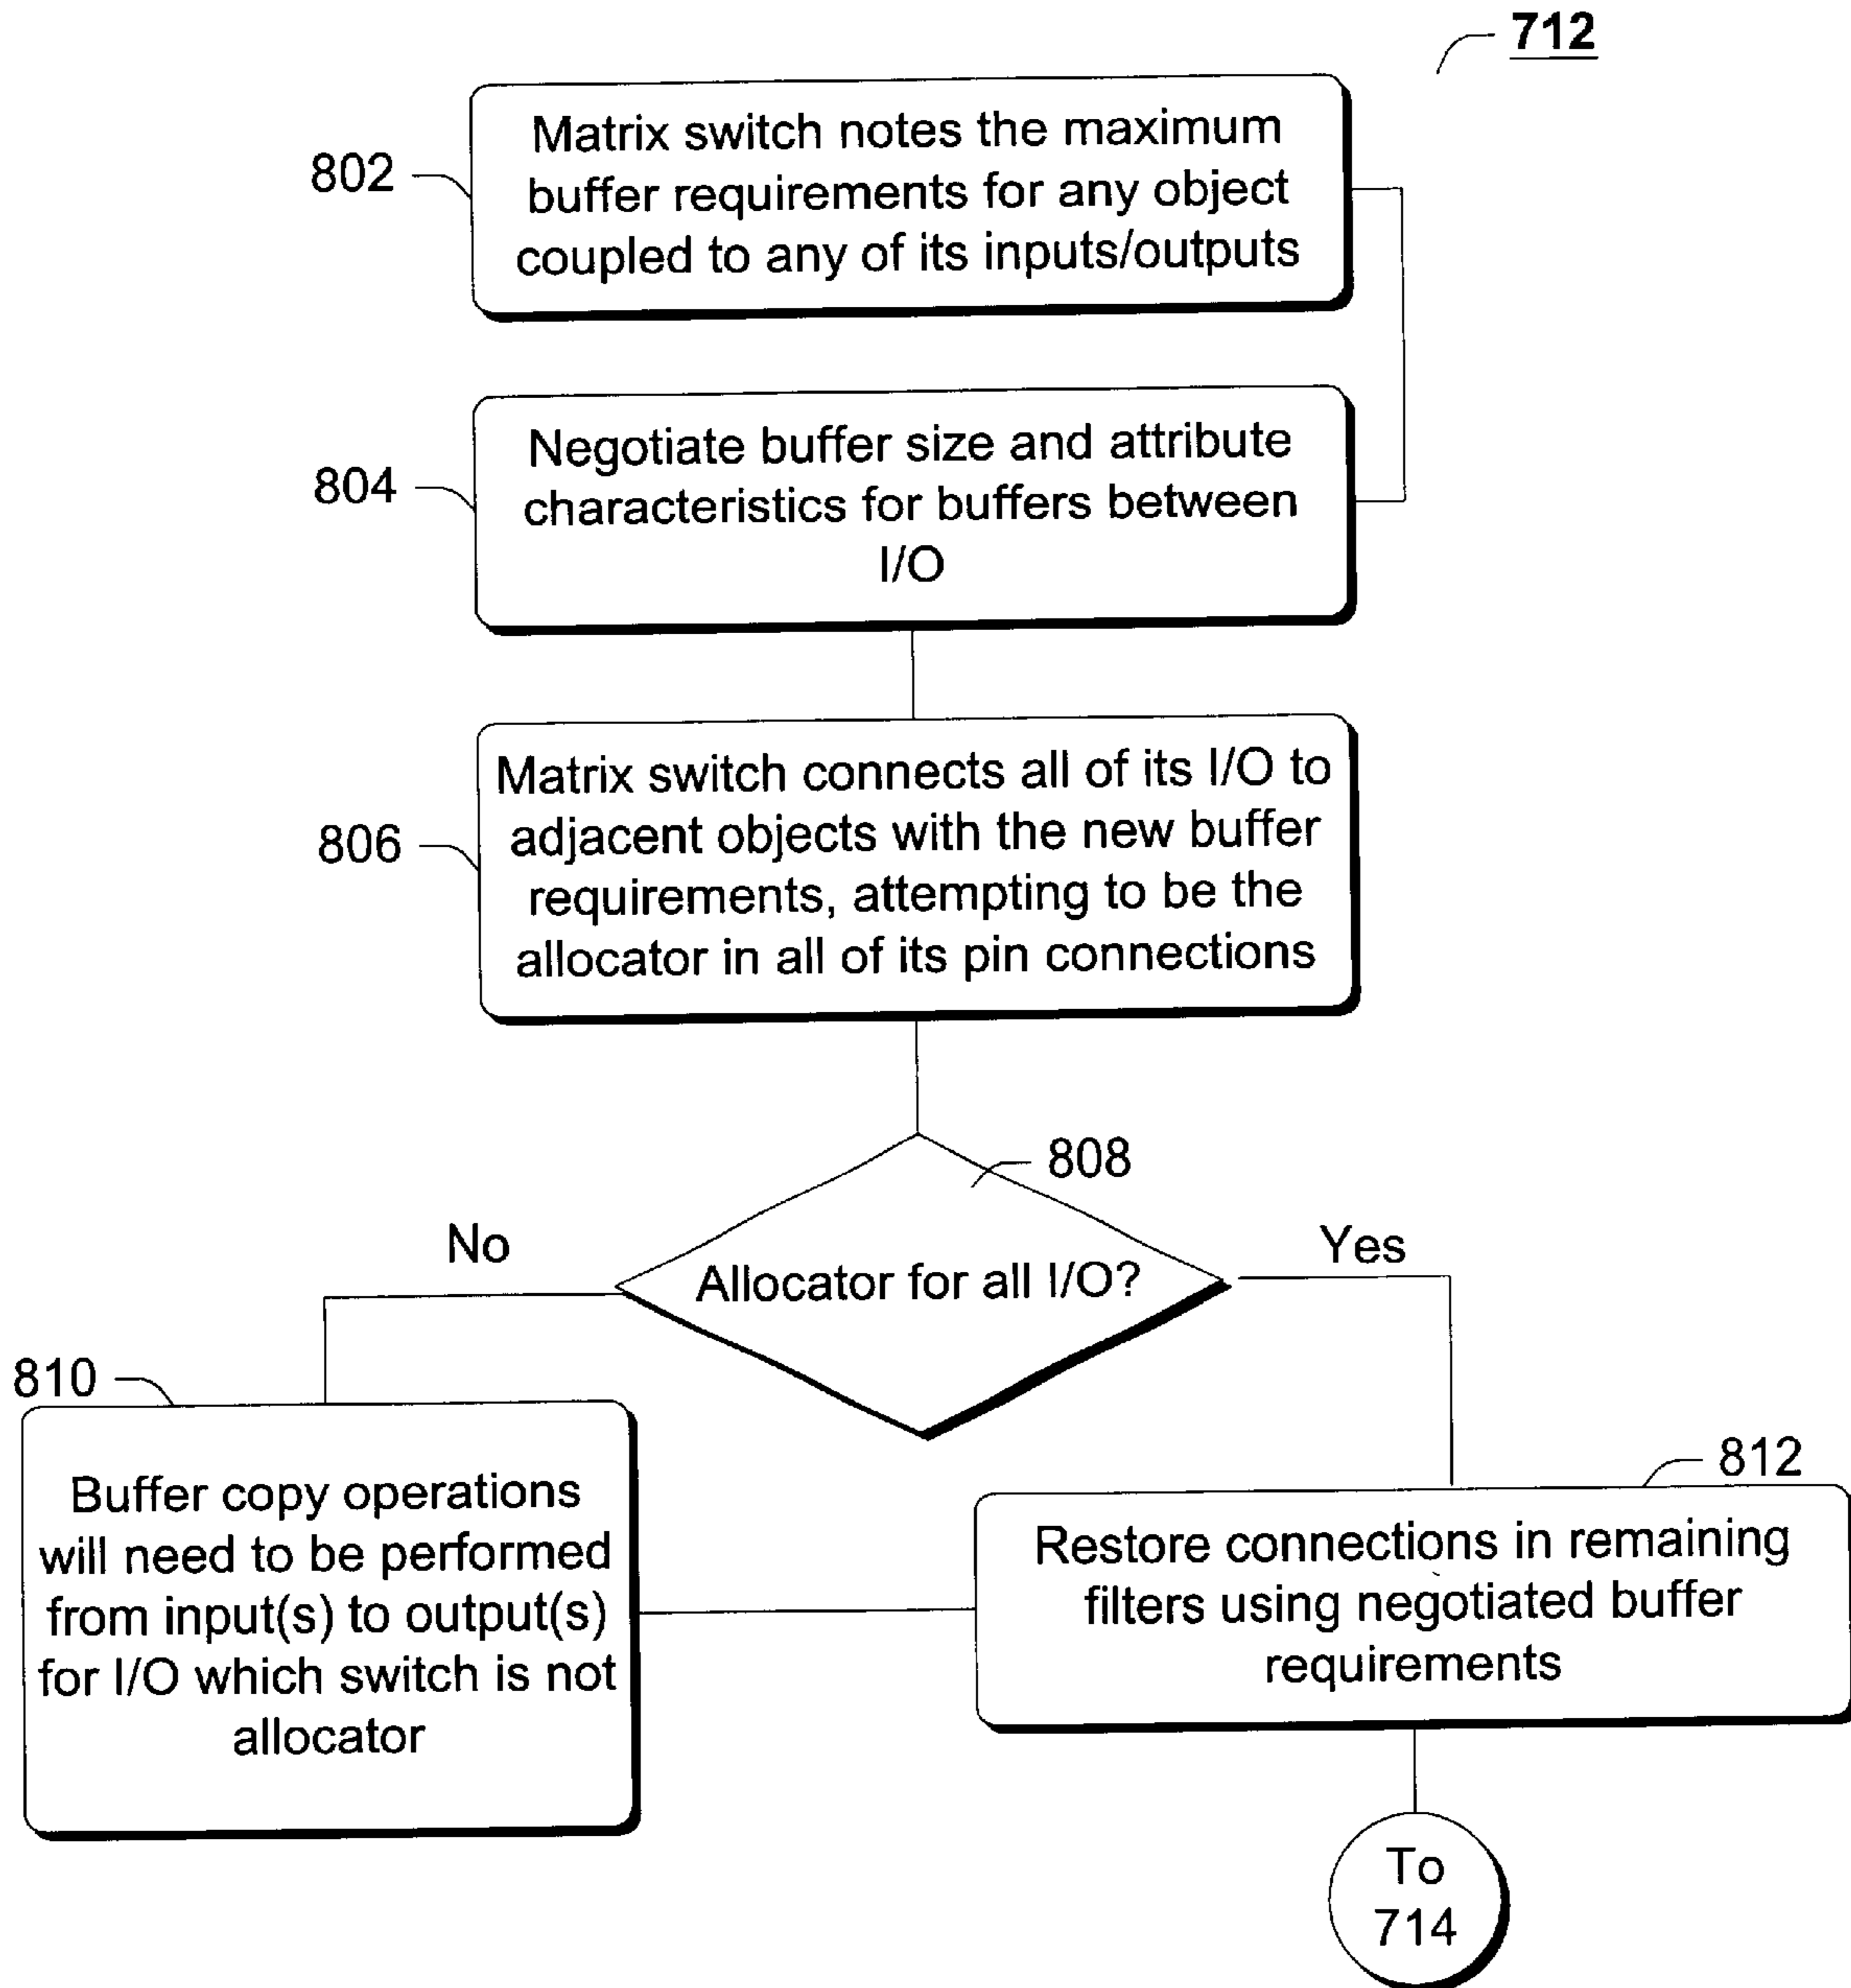 712
802
Matrix switch notes the maximum
buffer requirements for any object
coupled to any of its inputs/outputs
804
Negotiate buffer size and attribute
characteristics for buffers between
I/O
806
Matrix switch connects all of its I/O to
adjacent objects with the new buffer
requirements, attempting to be the
allocator in all of its pin connections
808
No
Yes
Allocator for all I/O?
810
Buffer copy operations
will need to be performed
from input(s) to output(s)
for I/O which switch is not
allocator
812
Restore connections in remaining
filters using negotiated buffer
requirements
To
714